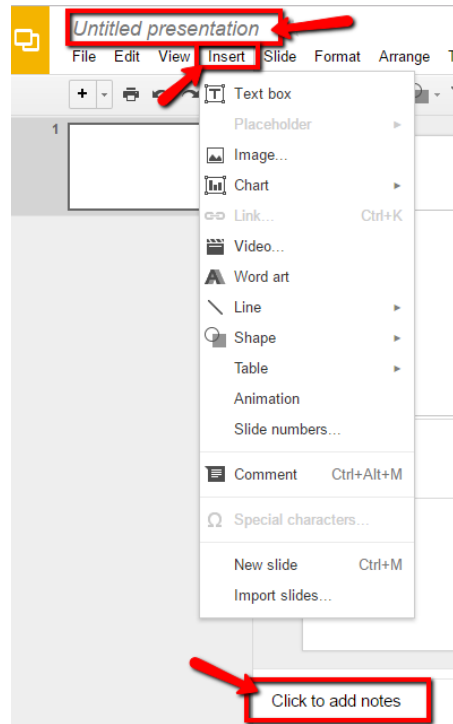 Untitled presentation
File Edit View Insert Slide Format Arrange
1
Text box
Placeholder
Image...
Chart
Link... Ctrl+K
Video...
Word art
Line
Shape
Table
Animation
Slide numbers...
Comment Ctrl+Alt+M
Ω Special characters...
New slide Ctrl+M
Import slides...
Click to add notes